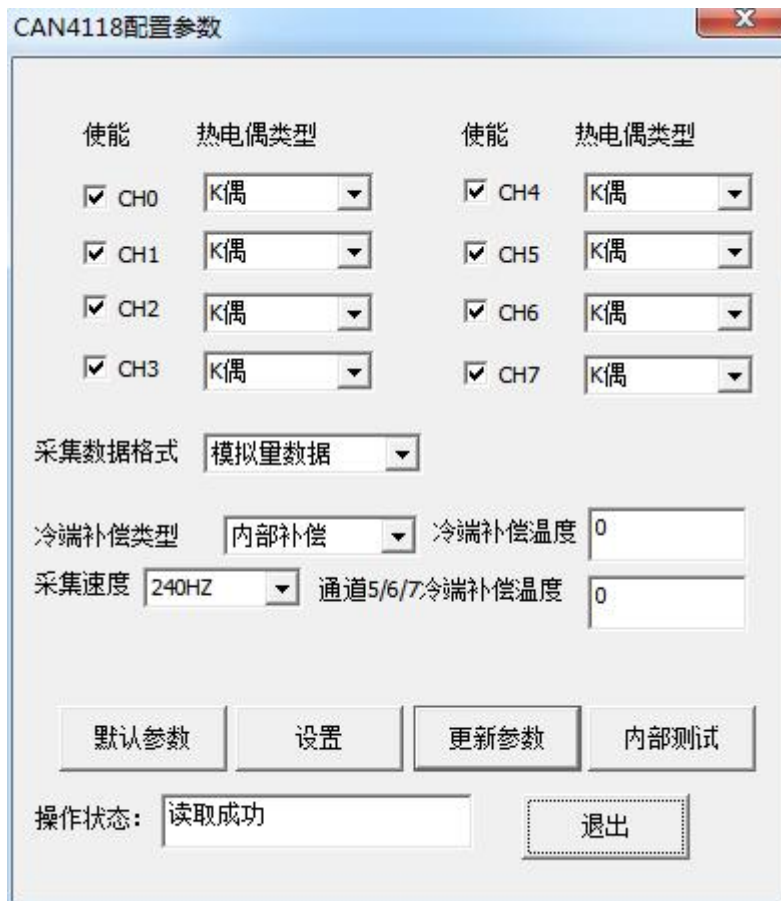 CAN4118配置参数
使能 热电偶类型 使能 热电偶类型
CH0 K偶 CH4 K偶
CH1 K偶 CH5 K偶
CH2 K偶 CH6 K偶
CH3 K偶 CH7 K偶
采集数据格式 模拟量数据
冷端补偿类型 内部补偿 冷端补偿温度 0
采集速度 240HZ 通道5/6/7冷端补偿温度 0
默认参数 设置 更新参数 内部测试
操作状态: 读取成功 退出